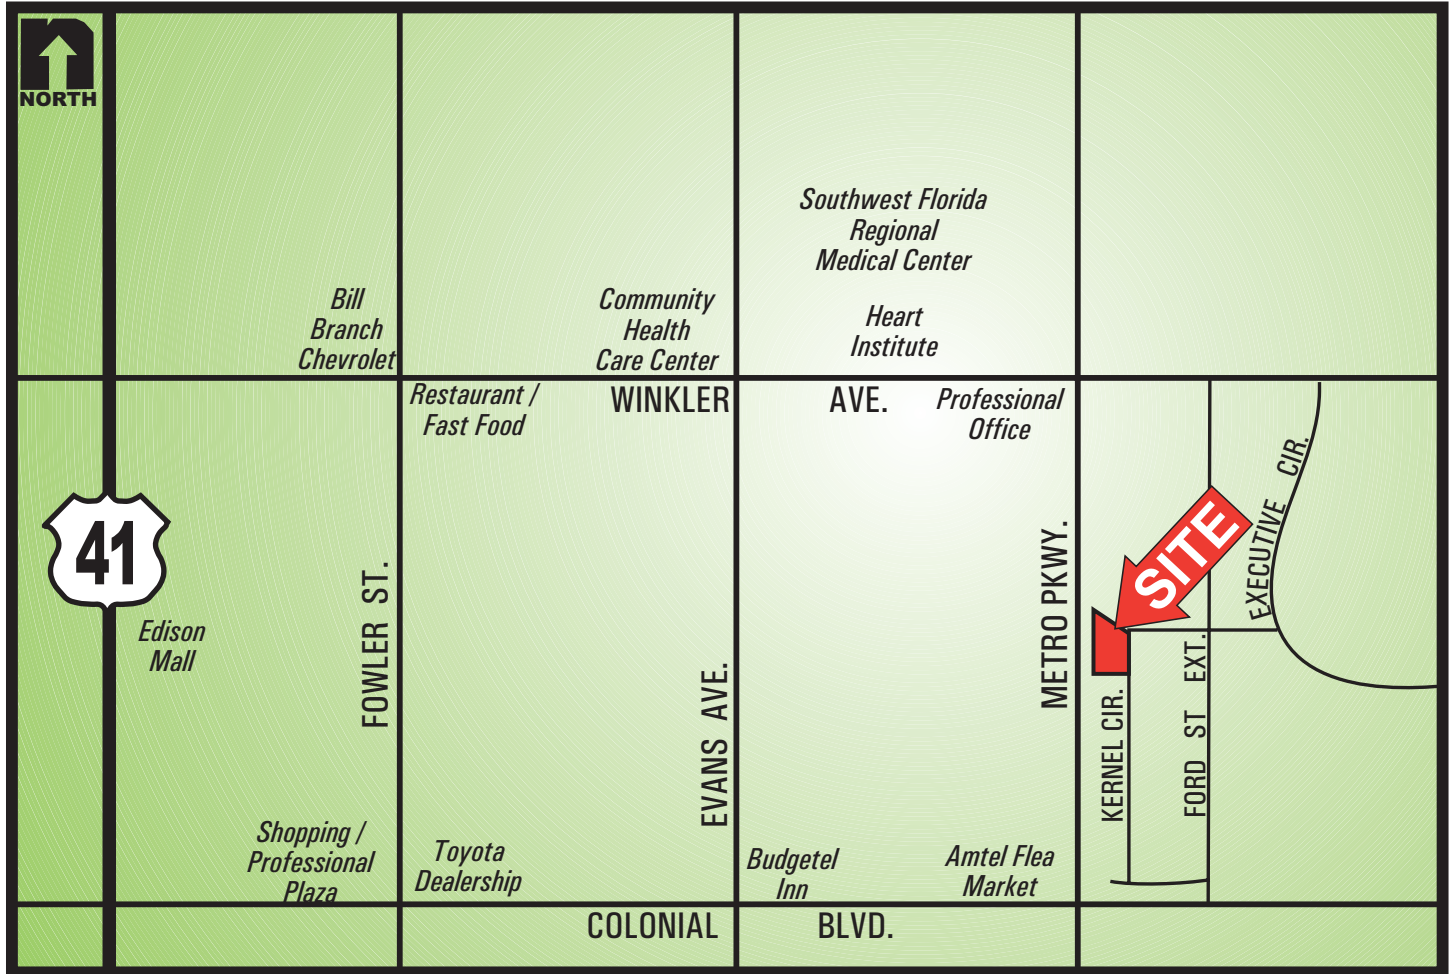 NORTH
Southwest Florida
Regional
Medical Center
Bill
Branch
Chevrolet
Community
Health
Care Center
Heart
Institute
Restaurant /
Fast Food
WINKLER AVE.
Professional
Office
41
Edison
Mall
FOWLER ST.
EVANS AVE.
METRO PKWY.
SITE
EXECUTIVE CIR.
KERNEL CIR.
FORD ST EXT.
Shopping /
Professional
Plaza
Toyota
Dealership
Budgetel
Inn
Amtel Flea
Market
COLONIAL BLVD.